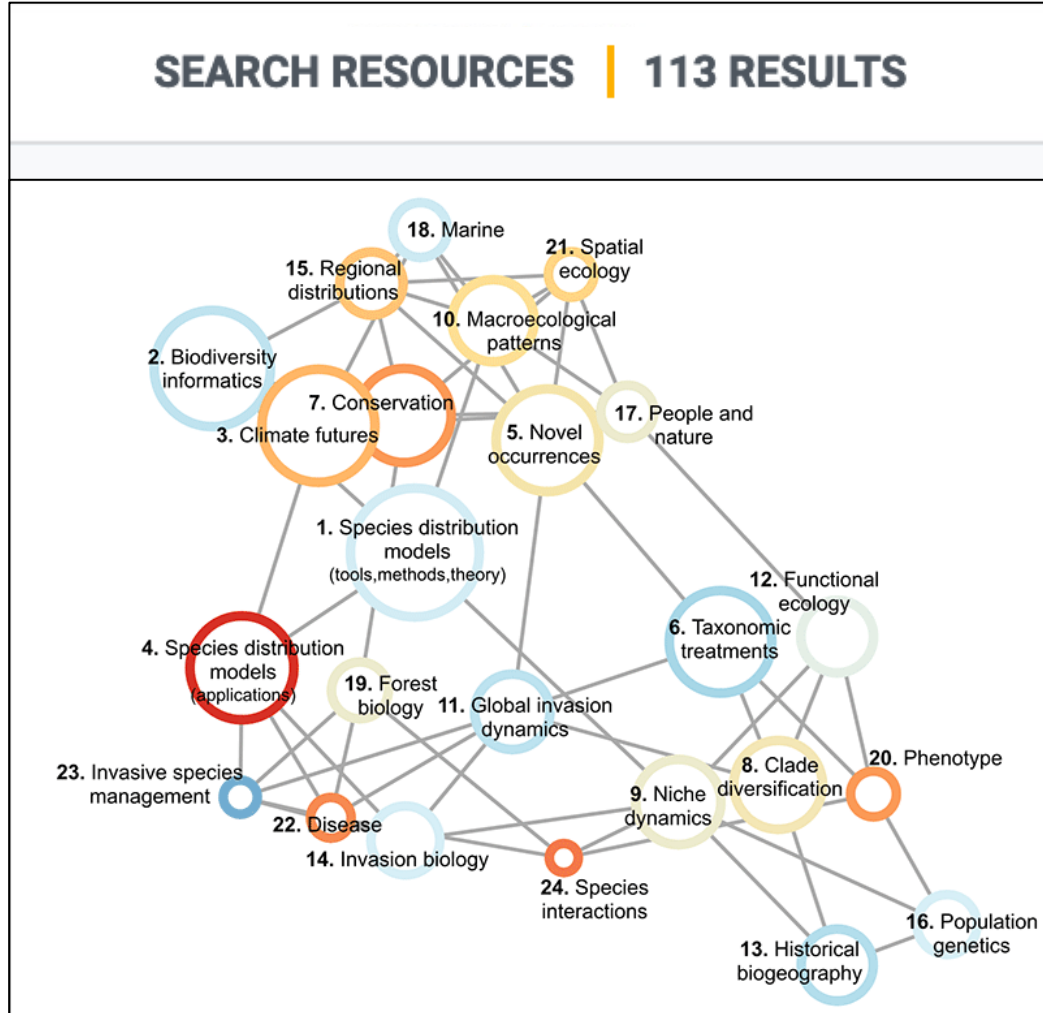 SEARCH RESOURCES | 113 RESULTS
18. Marine
21. Spatial
ecology
15. Regional
distributions
10. Macroecological
patterns
2. Biodiversity
informatics
7. Conservation
3. Climate futures
17. People and
nature
5. Novel
occurrences
1. Species distribution
models
(tools,methods,theory)
12. Functional
ecology
6. Taxonomic
treatments
4. Species distribution
models
(applications)
19. Forest
biology
11. Global invasion
dynamics
20. Phenotype
8. Clade
diversification
23. Invasive species
management
9. Niche
dynamics
22. Disease
14. Invasion biology
24. Species
interactions
16. Population
genetics
13. Historical
biogeography